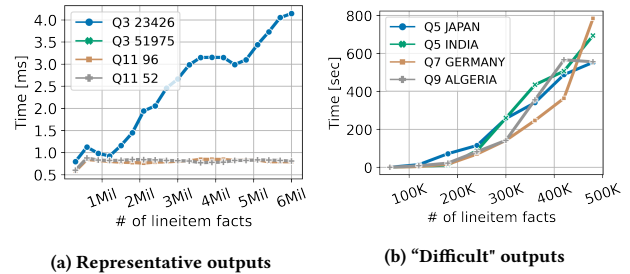 Q3 23426
Q3 51975
Q11 96
Q11 52
Time [ms]
4.0
3.5
3.0
2.5
2.0
1.5
1.0
0.5
1Mil
2Mil
3Mil
4Mil
5Mil
6Mil
# of lineitem facts
(a) Representative outputs
Q5 JAPAN
Q5 INDIA
Q7 GERMANY
Q9 ALGERIA
Time [sec]
800
600
400
200
0
100K
200K
300K
400K
500K
# of lineitem facts
(b) “Difficult" outputs